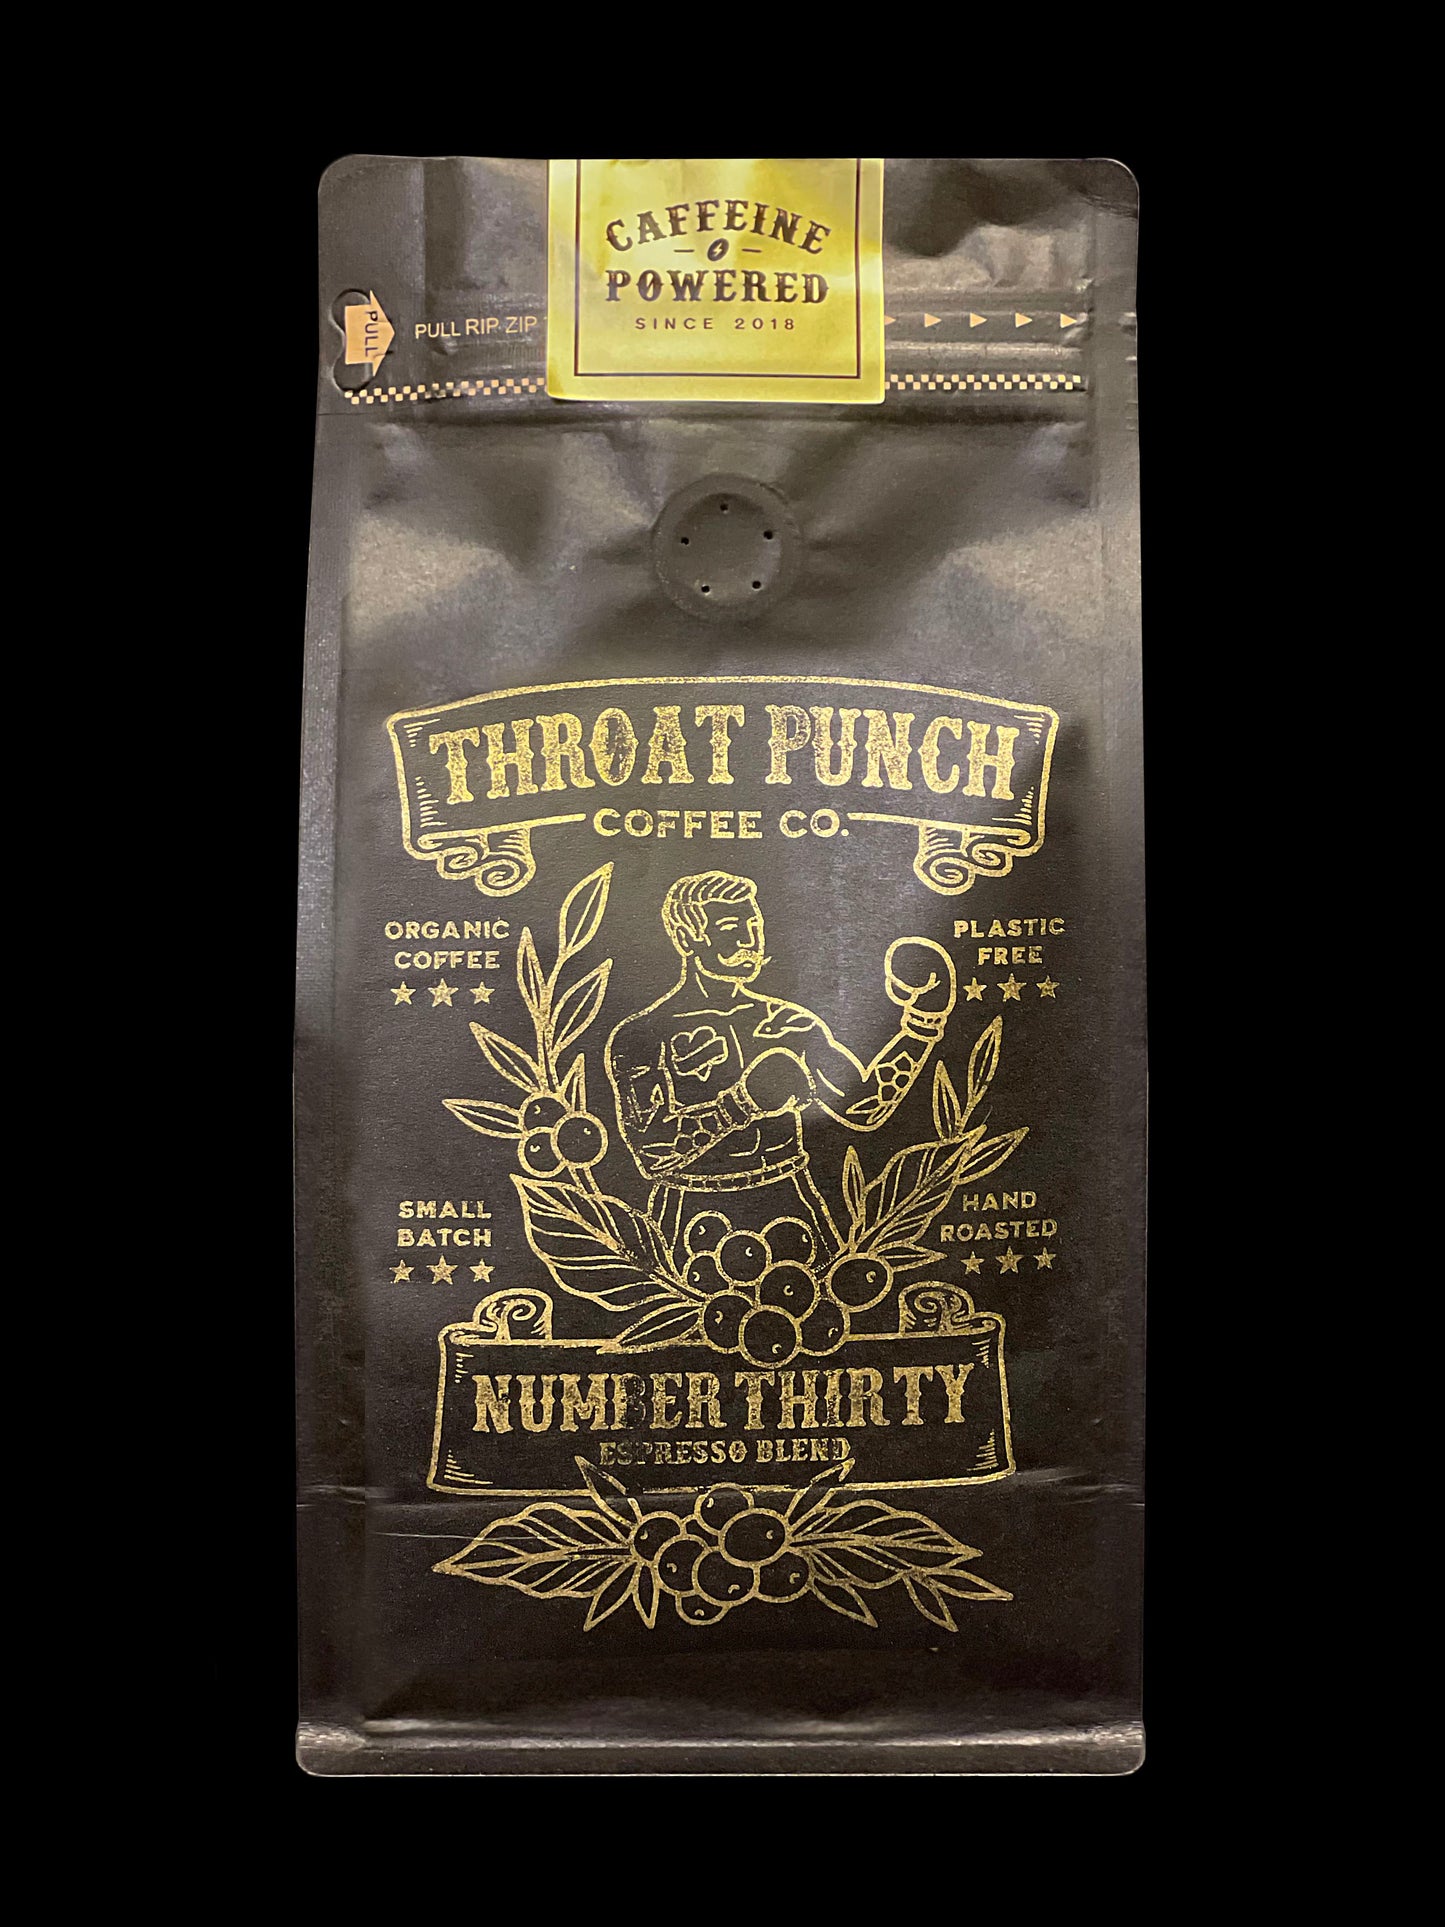 CAFFEINE
POWERED
SINCE 2018
PULL
PULL RIP ZIP
THROAT PUNCH
COFFEE CO.
ORGANIC
COFFEE
PLASTIC
FREE
SMALL
BATCH
HAND
ROASTED
NUMBER THIRTY
ESPRESSO BLEND